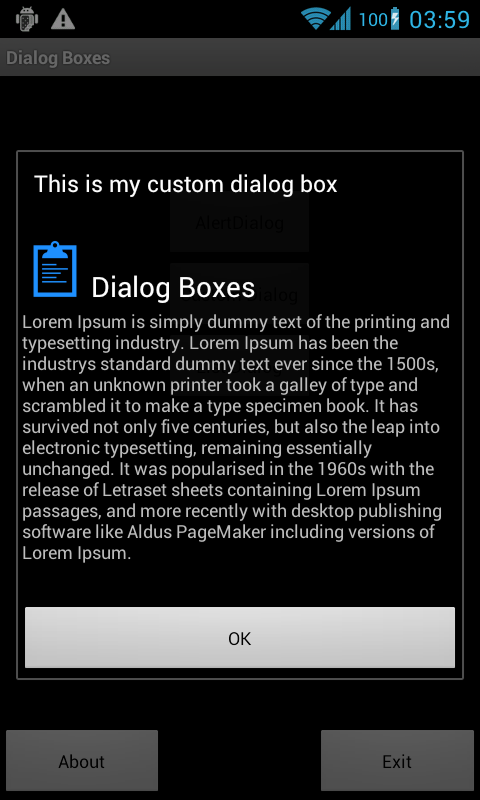 100 03:59
Dialog Boxes
This is my custom dialog box
AlertDialog
Dialog
Dialog Boxes
Lorem Ipsum is simply dummy text of the printing and
typesetting industry. Lorem Ipsum has been the
industrys standard dummy text ever since the 1500s,
when an unknown printer took a galley of type and
scrambled it to make a type specimen book. It has
survived not only five centuries, but also the leap into
electronic typesetting, remaining essentially
unchanged. It was popularised in the 1960s with the
release of Letraset sheets containing Lorem Ipsum
passages, and more recently with desktop publishing
software like Aldus PageMaker including versions of
Lorem Ipsum.
OK
About Exit